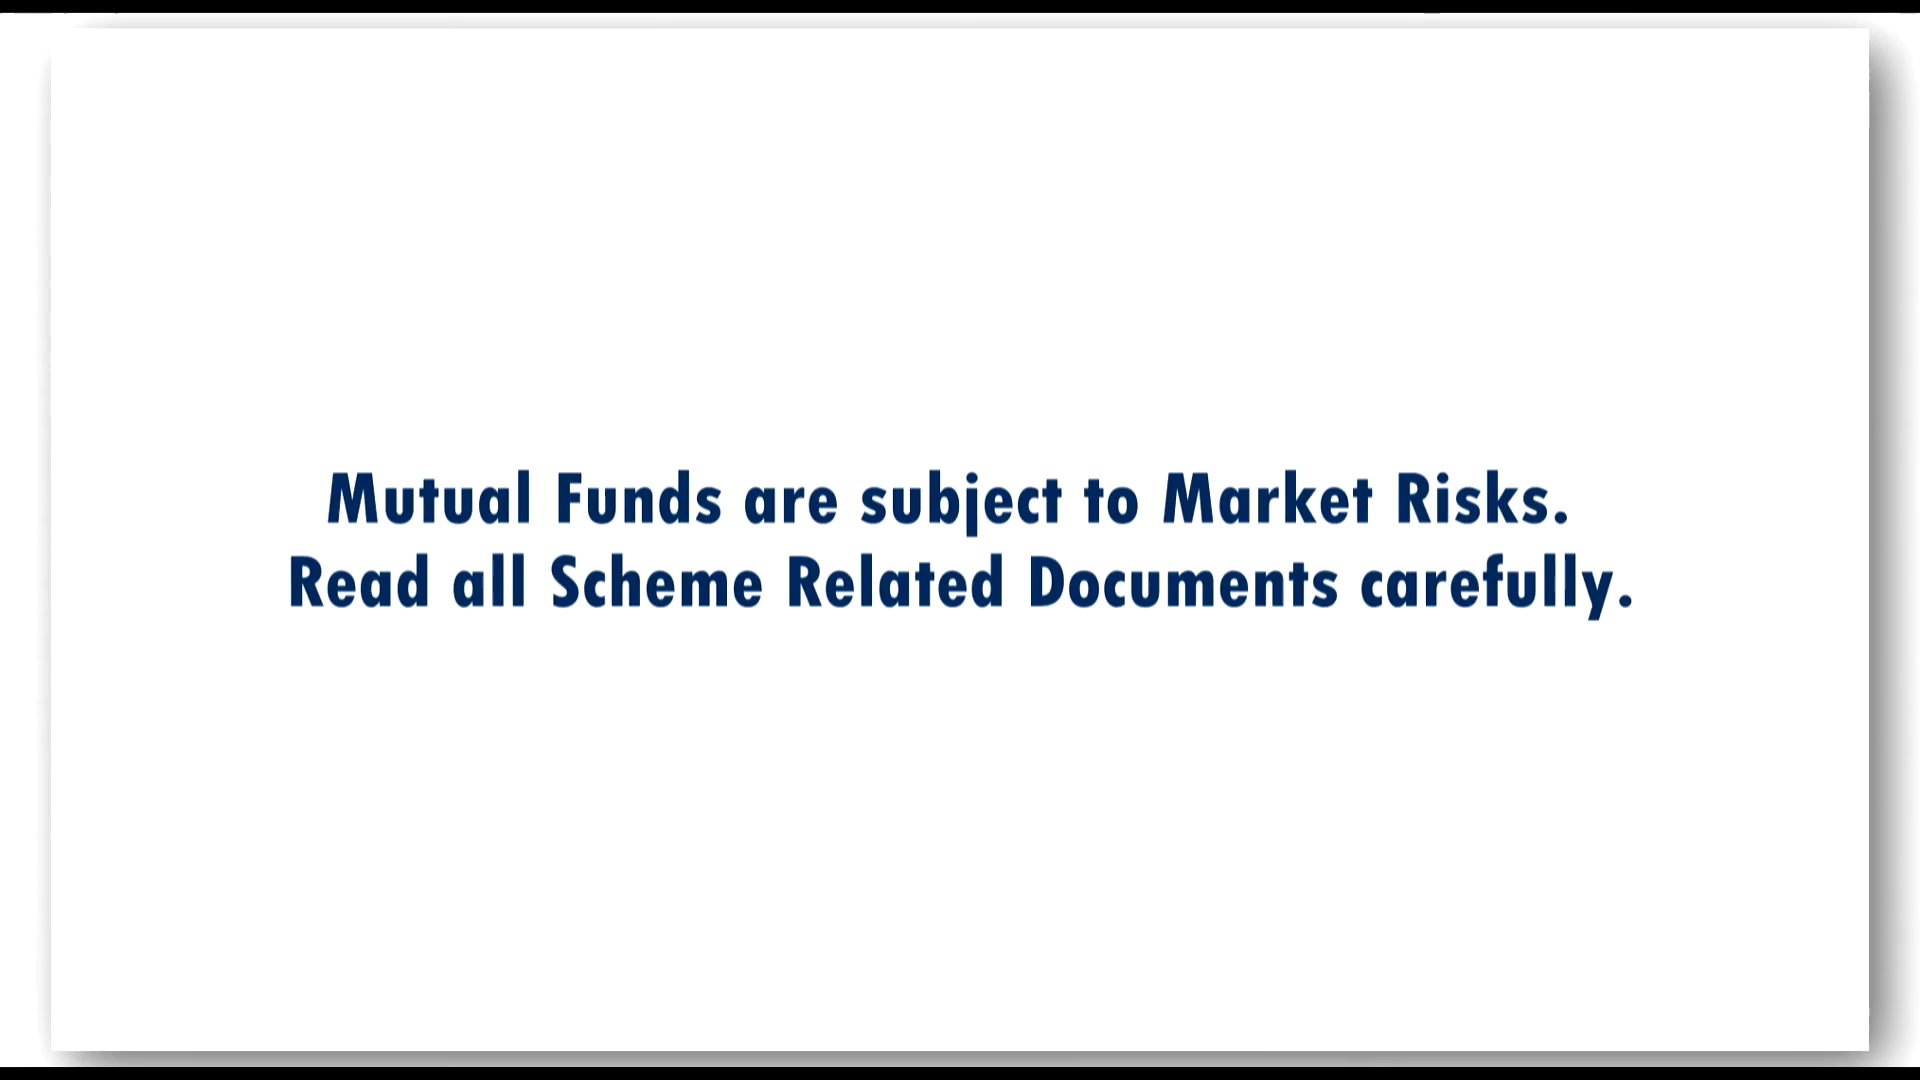 Mutual Funds are subject to Market Risks.
Read all Scheme Related Documents carefully.